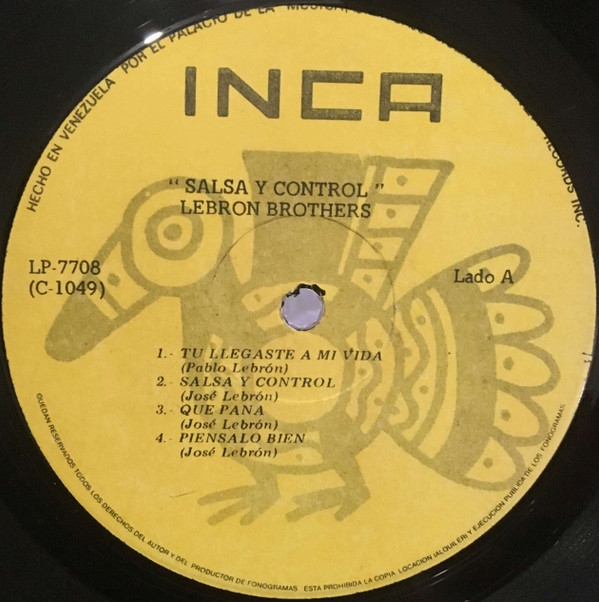 HECHO EN VENEZUELA POR EL PALACIO DE LA MUSICA,
RECORDS INC.
INCA
"SALSA Y CONTROL"
LEBRON BROTHERS
LP-7708
(C-1049)
Lado A
1.- TU LLEGASTE A MI VIDA
(Pablo Lebrón)
2.- SALSA Y CONTROL
(José Lebrón)
3.- QUE PANA
(José Lebrón)
4.- PIENSALO BIEN
(José Lebrón)
QUEDAN RESERVADOS TODOS LOS DERECHOS DEL AUTOR Y DEL PRODUCTOR DE FONOGRAMAS ESTA PROHIBIDA LA COPIA, LOCACION (ALQUILER) Y EJECUCION PUBLICA DE LOS FONOGRAMAS